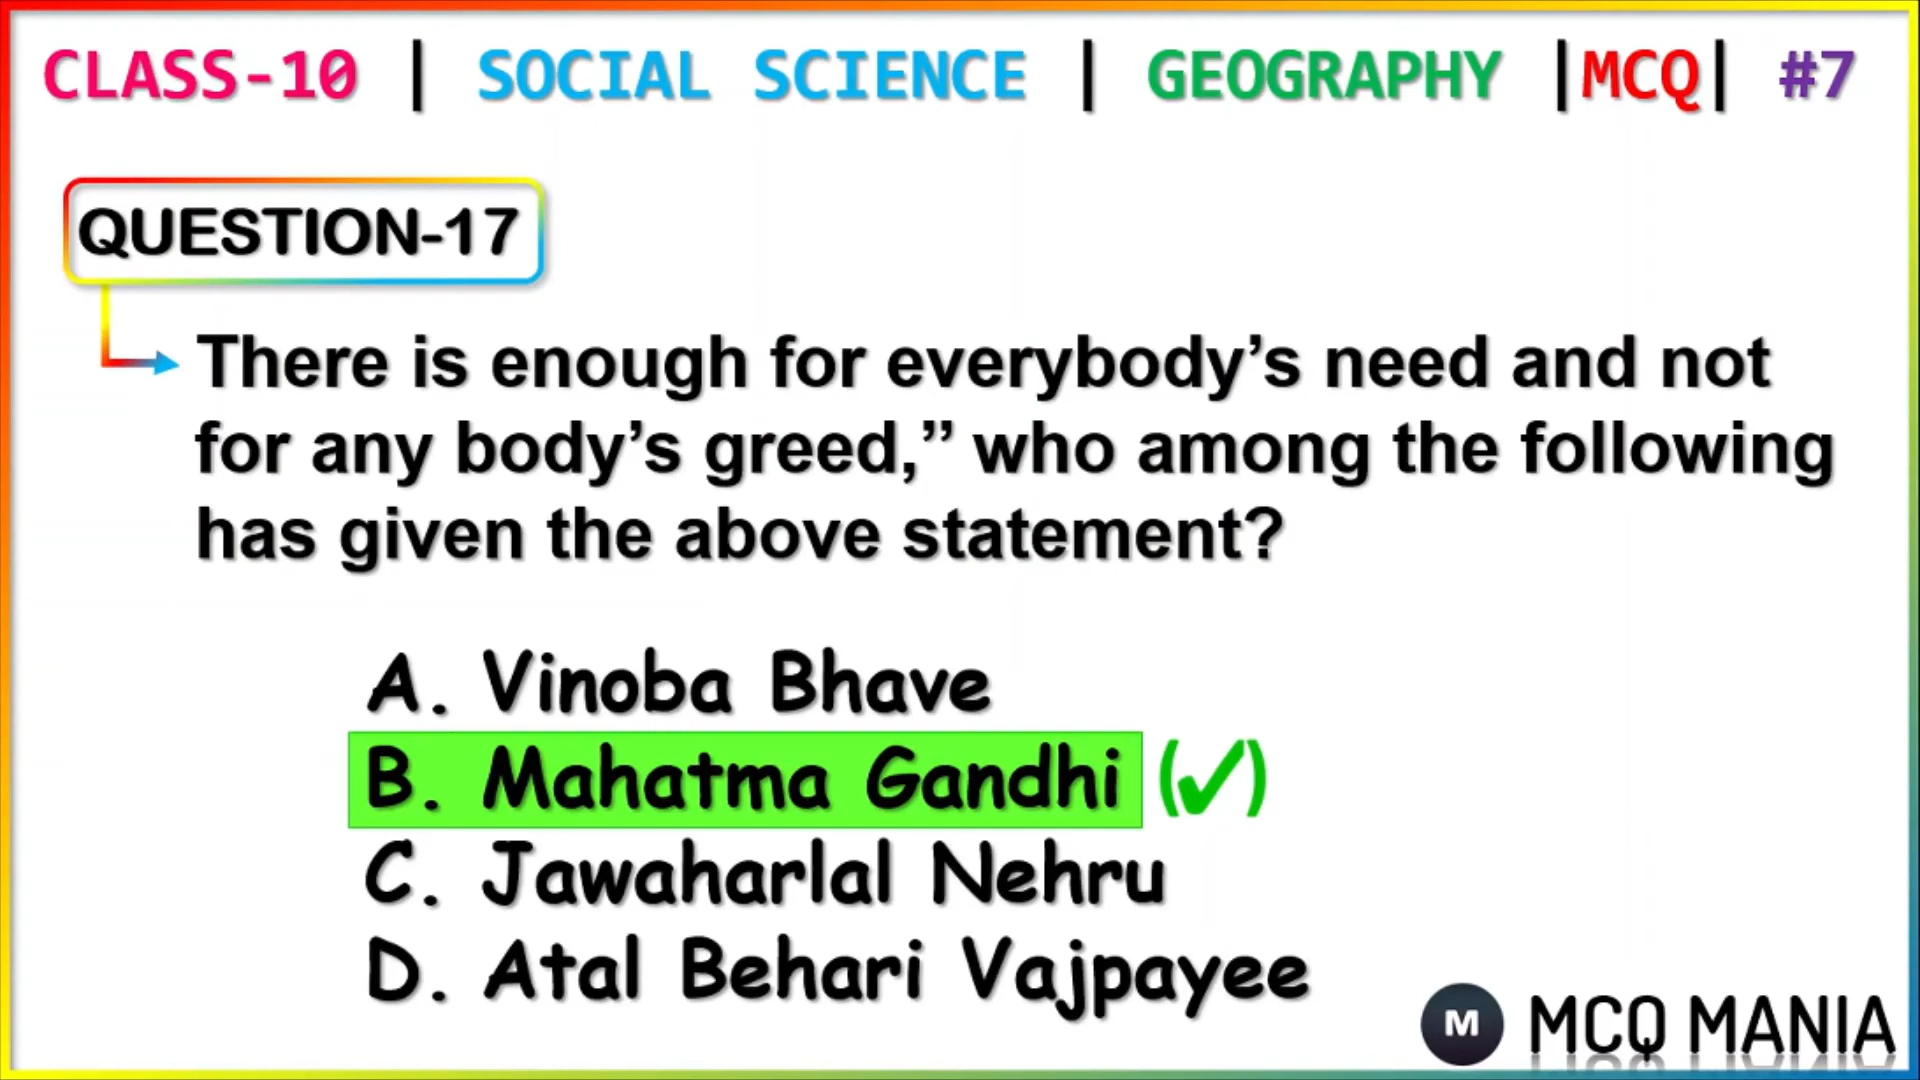 CLASS-10 | SOCIAL SCIENCE | GEOGRAPHY |MCQ| #7
QUESTION-17
There is enough for everybody’s need and not
for any body’s greed,” who among the following
has given the above statement?
A. Vinoba Bhave
B. Mahatma Gandhi (✓)
C. Jawaharlal Nehru
D. Atal Behari Vajpayee
M MCQ MANIA